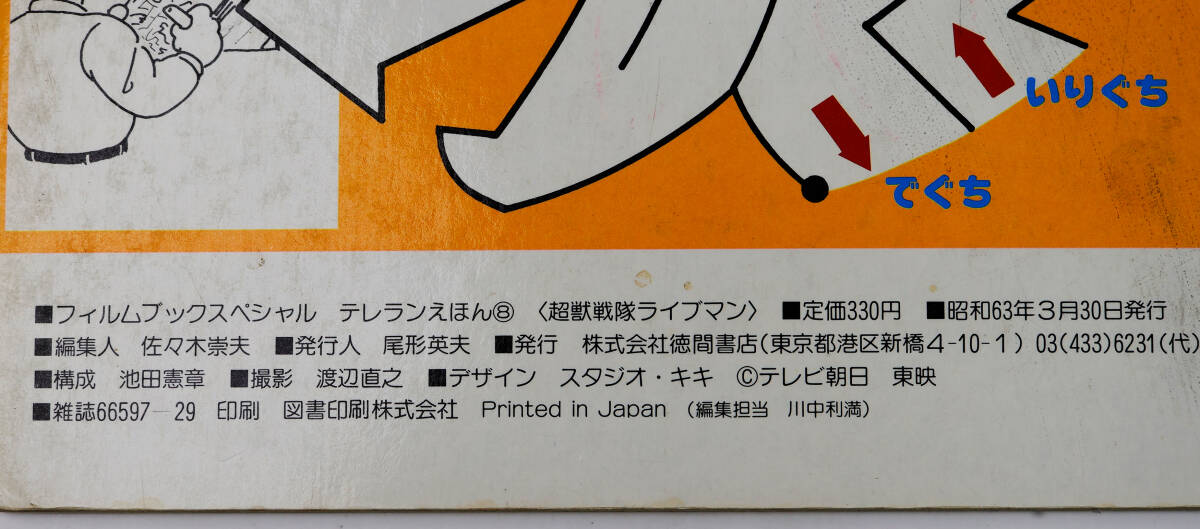 いりぐち
でぐち
■フィルムブックスペシャル　テレランえほん⑧　〈超獣戦隊ライブマン〉　■定価330円　■昭和63年3月30日発行
■編集人　佐々木崇夫　■発行人　尾形英夫　■発行　株式会社徳間書店(東京都港区新橋4-10-1) 03(433)6231(代)
■構成　池田憲章　■撮影　渡辺直之　■デザイン　スタジオ・キキ　Ⓒテレビ朝日　東映
■雑誌66597-29　印刷　図書印刷株式会社　Printed in Japan　(編集担当　川中利満)